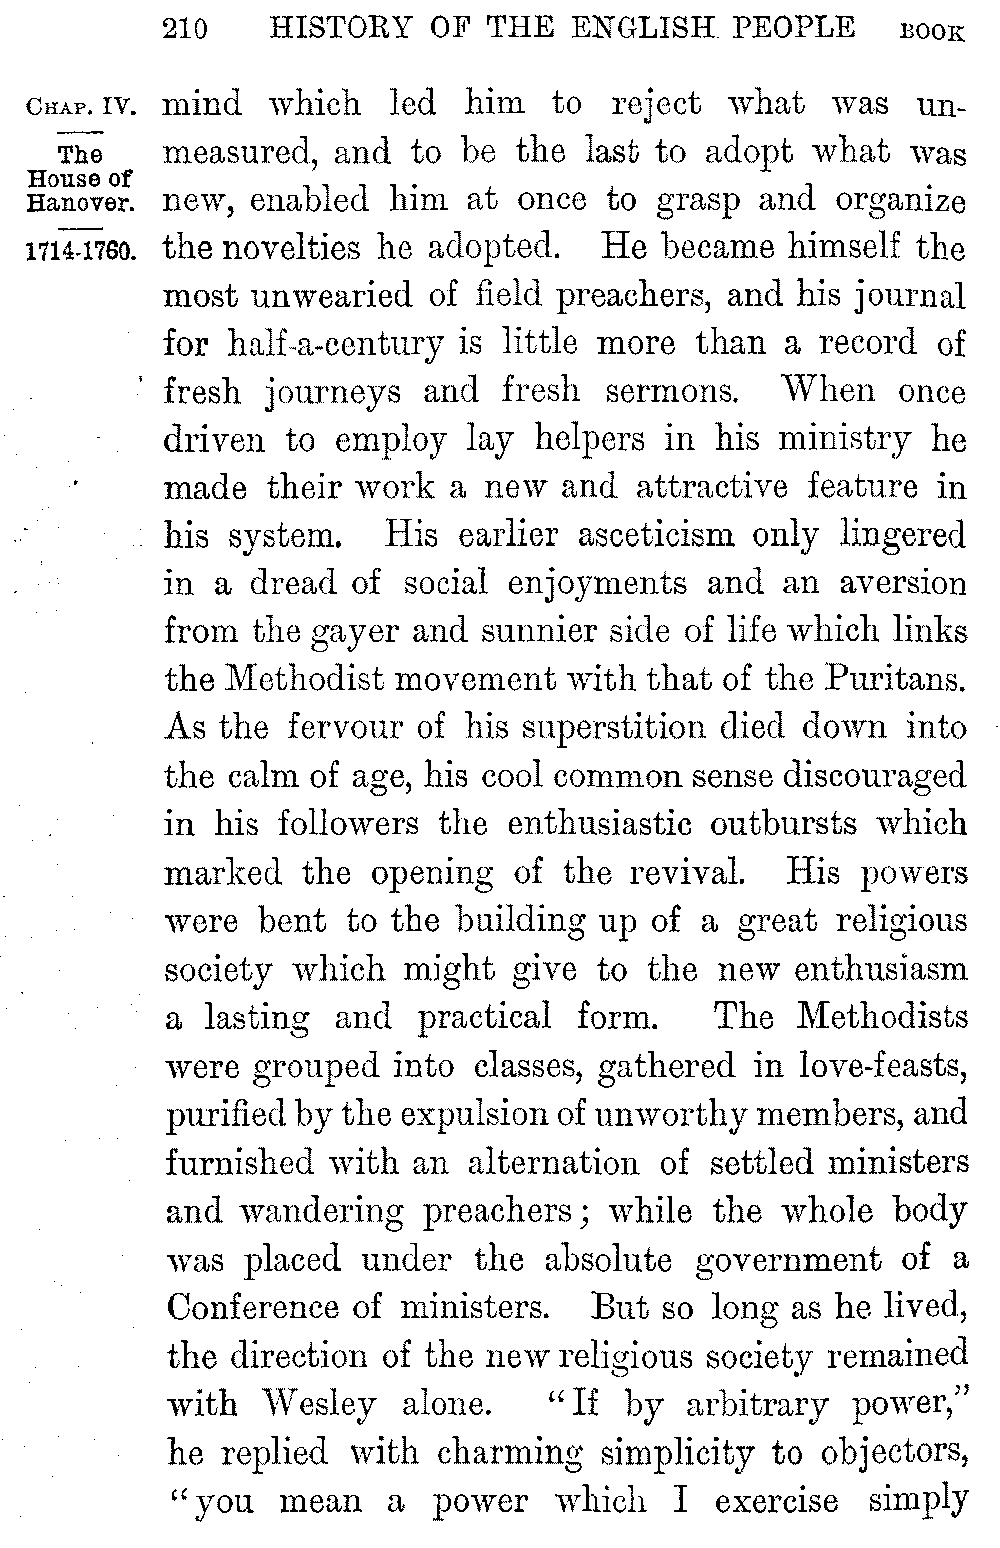 210 HISTORY OF THE ENGLISH PEOPLE BOOK
CHAP. IV.
The
House of
Hanover.
1714-1760.
mind which led him to reject what was un-
measured, and to be the last to adopt what was
new, enabled him at once to grasp and organize
the novelties he adopted. He became himself the
most unwearied of field preachers, and his journal
for half-a-century is little more than a record of
fresh journeys and fresh sermons. When once
driven to employ lay helpers in his ministry he
made their work a new and attractive feature in
his system. His earlier asceticism only lingered
in a dread of social enjoyments and an aversion
from the gayer and sunnier side of life which links
the Methodist movement with that of the Puritans.
As the fervour of his superstition died down into
the calm of age, his cool common sense discouraged
in his followers the enthusiastic outbursts which
marked the opening of the revival. His powers
were bent to the building up of a great religious
society which might give to the new enthusiasm
a lasting and practical form. The Methodists
were grouped into classes, gathered in love-feasts,
purified by the expulsion of unworthy members, and
furnished with an alternation of settled ministers
and wandering preachers; while the whole body
was placed under the absolute government of a
Conference of ministers. But so long as he lived,
the direction of the new religious society remained
with Wesley alone. "If by arbitrary power,"
he replied with charming simplicity to objectors,
"you mean a power which I exercise simply